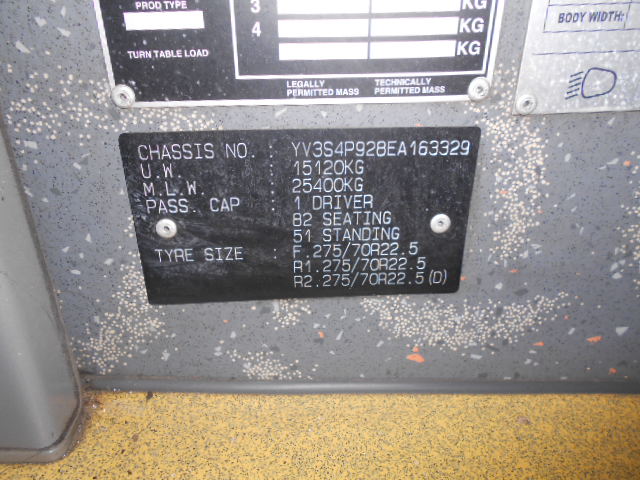 PROD TYPE
3 KG
4 KG
TURN TABLE LOAD
KG
LEGALLY PERMITTED MASS TECHNICALLY PERMITTED MASS
BODY WIDTH:
CHASSIS NO. : YV3S4P928EA163329
U.W. : 15120KG
M.L.W. : 25400KG
PASS. CAP : 1 DRIVER
82 SEATING
51 STANDING
TYRE SIZE : F.275/70R22.5
R1.275/70R22.5
R2.275/70R22.5(D)